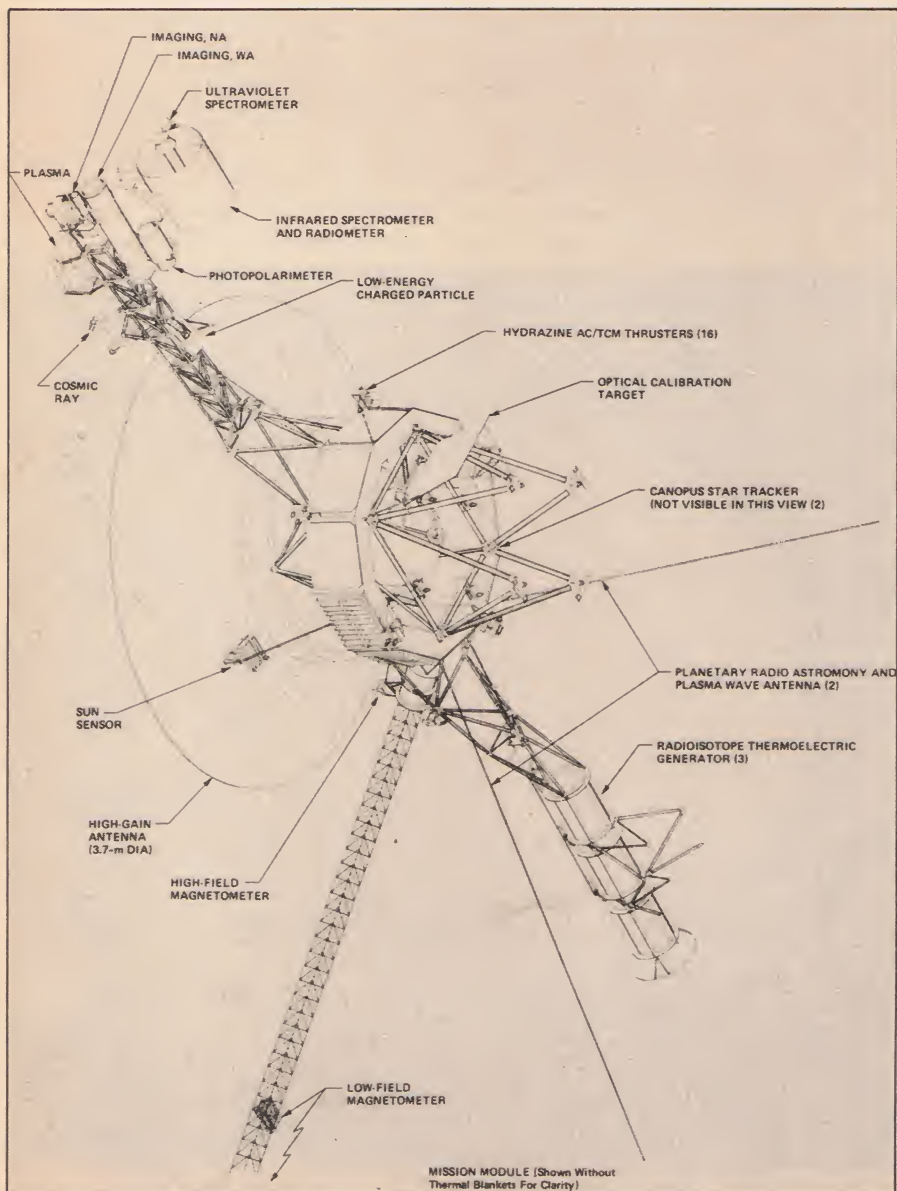 IMAGING, NA
IMAGING, WA
ULTRAVIOLET
SPECTROMETER
PLASMA
INFRARED SPECTROMETER
AND RADIOMETER
PHOTOPOLARIMETER
LOW-ENERGY
CHARGED PARTICLE
COSMIC
RAY
HYDRAZINE AC/TCM THRUSTERS (16)
OPTICAL CALIBRATION
TARGET
CANOPUS STAR TRACKER
(NOT VISIBLE IN THIS VIEW (2)
PLANETARY RADIO ASTROMONY AND
PLASMA WAVE ANTENNA (2)
SUN
SENSOR
RADIOISOTOPE THERMOELECTRIC
GENERATOR (3)
HIGH-GAIN
ANTENNA
(3.7-m DIA)
HIGH-FIELD
MAGNETOMETER
LOW-FIELD
MAGNETOMETER
MISSION MODULE (Shown Without
Thermal Blankets For Clarity)